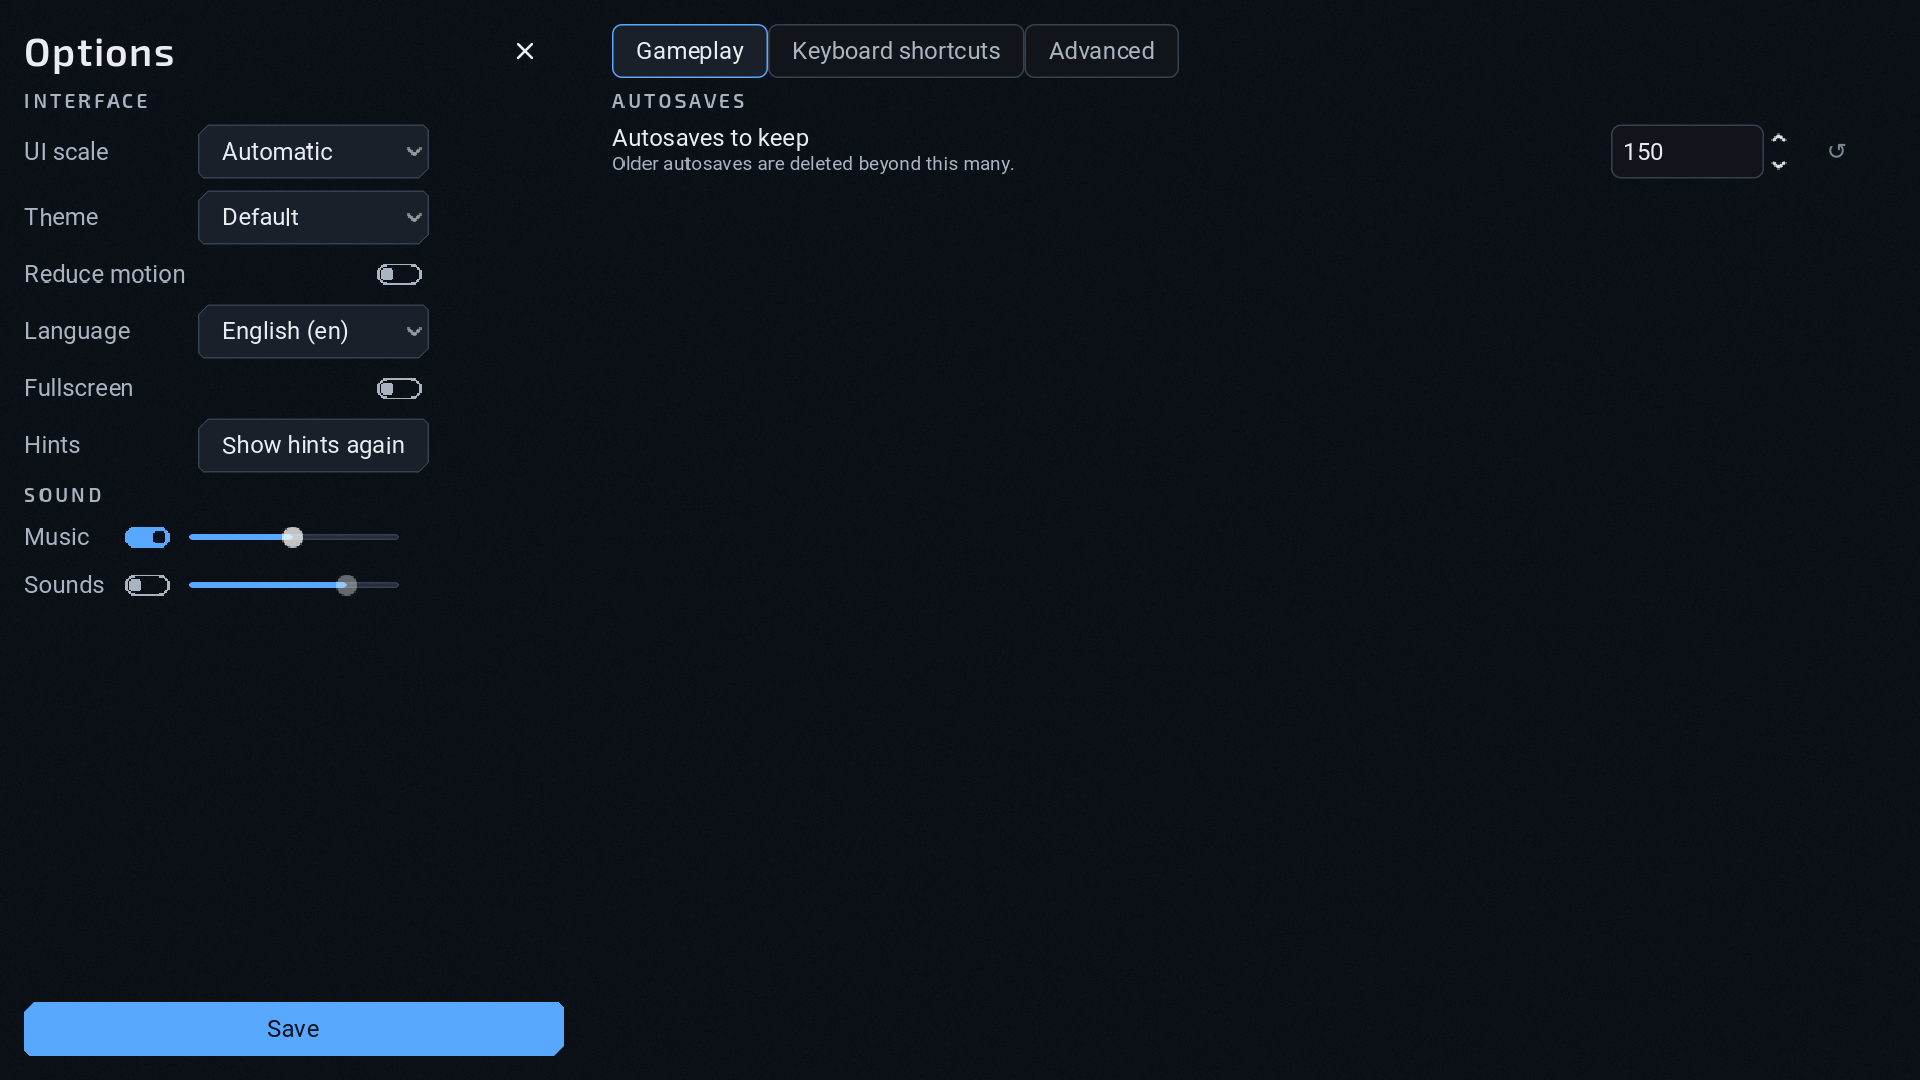 Options
INTERFACE
UI scale
Automatic
Theme
Default
Reduce motion
Language
English (en)
Fullscreen
Hints
Show hints again
SOUND
Music
Sounds
Save
Gameplay
Keyboard shortcuts
Advanced
AUTOSAVES
Autosaves to keep
Older autosaves are deleted beyond this many.
150